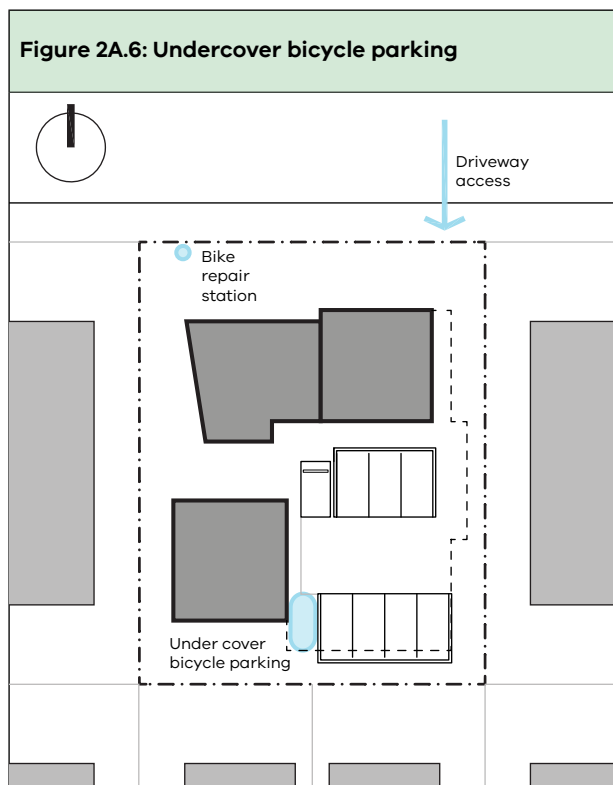 Figure 2A.6: Undercover bicycle parking
Driveway
access
Bike
repair
station
Under cover
bicycle parking